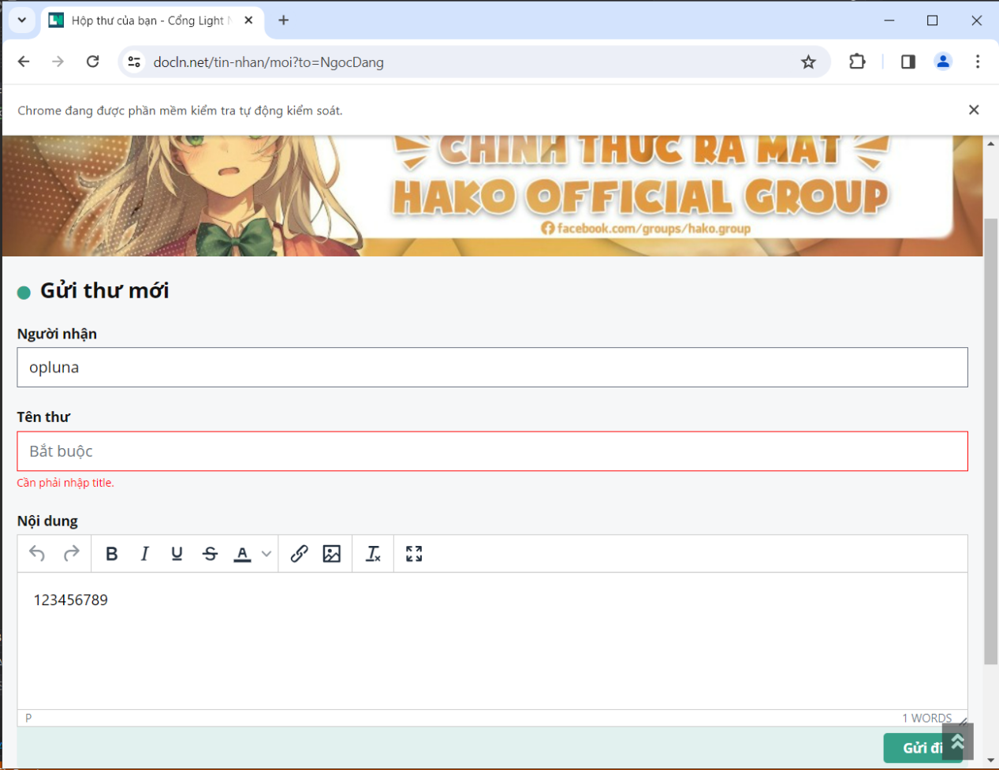 Hộp thư của bạn - Cổng Light
docln.net/tin-nhan/moi?to=NgocDang
Chrome đang được phần mềm kiểm tra tự động kiểm soát.
CHÍNH THỨC RA MẮT
HAKO OFFICIAL GROUP
facebook.com/groups/hako.group
Gửi thư mới
Người nhận
opluna
Tên thư
Bắt buộc
Cần phải nhập title.
Nội dung
B I U S A
123456789
P
1 WORDS
Gửi đi